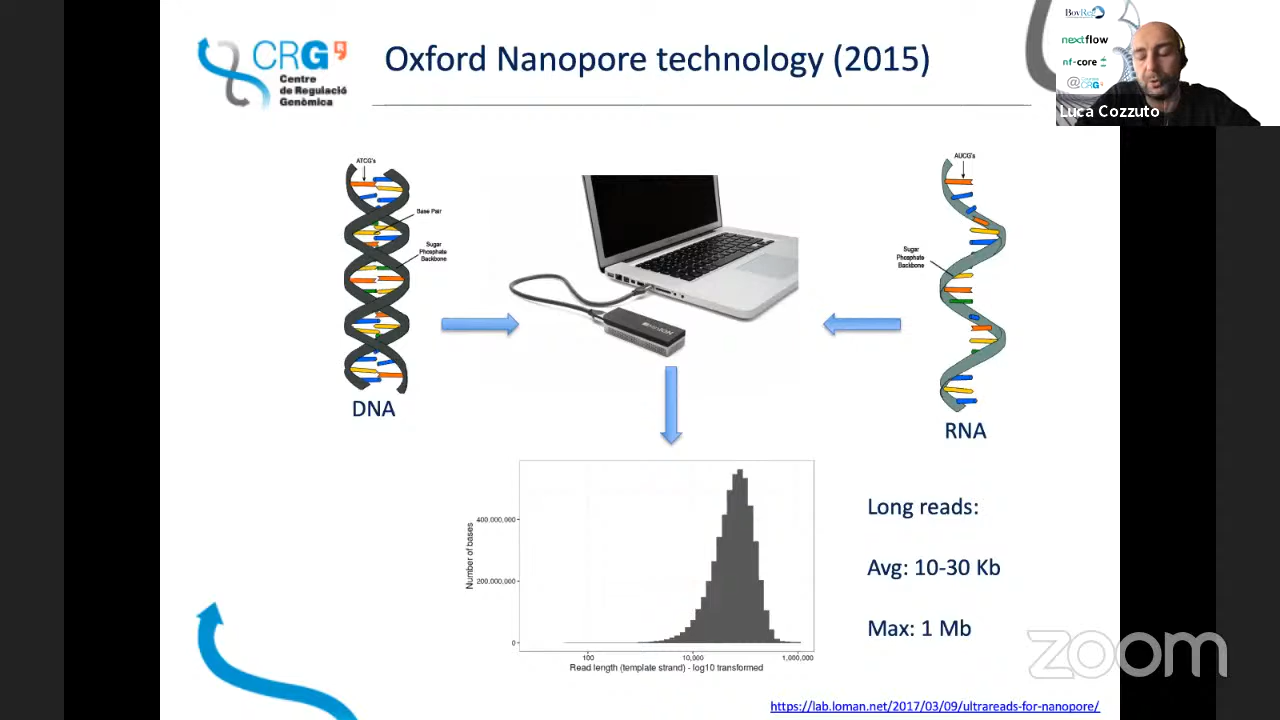 CRG
Centre
de Regulació
Genòmica
Oxford Nanopore technology (2015)
BovReg
nextflow
nf-core
CRG
Luca Cozzuto
ATCG's
Base Pair
Sugar
Phosphate
Backbone
DNA
MinION
AUCG's
Sugar
Phosphate
Backbone
RNA
Number of bases
400,000,000
200,000,000
0
100
10,000
1,000,000
Read length (template strand) - log10 transformed
Long reads:
Avg: 10-30 Kb
Max: 1 Mb
zoom
https://lab.loman.net/2017/03/09/ultrareads-for-nanopore/